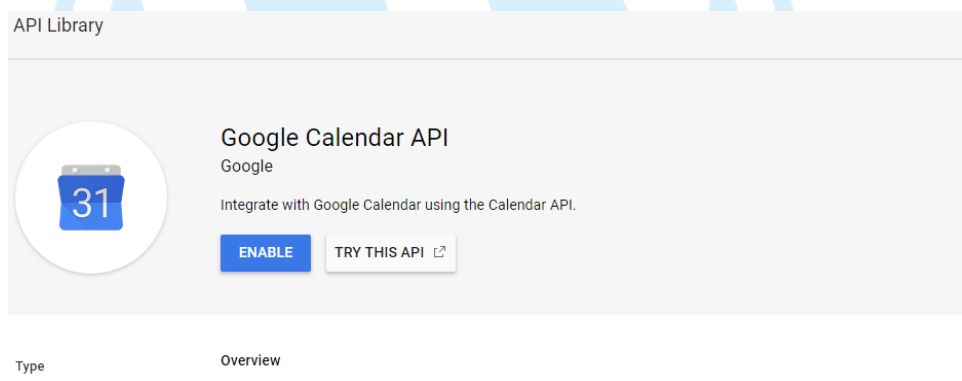 API Library
Google Calendar API
Google
31
Integrate with Google Calendar using the Calendar API.
ENABLE
TRY THIS API
Type
Overview